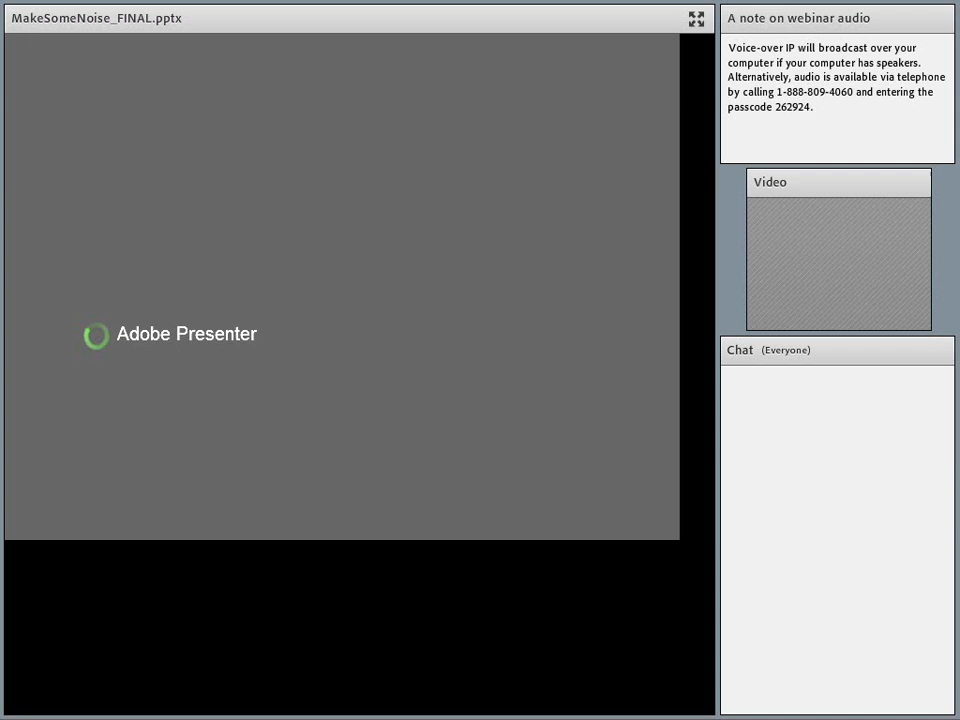 MakeSomeNoise_FINAL.pptx
Adobe Presenter
A note on webinar audio
Voice-over IP will broadcast over your
computer if your computer has speakers.
Alternatively, audio is available via telephone
by calling 1-888-809-4060 and entering the
passcode 262924.
Video
Chat (Everyone)